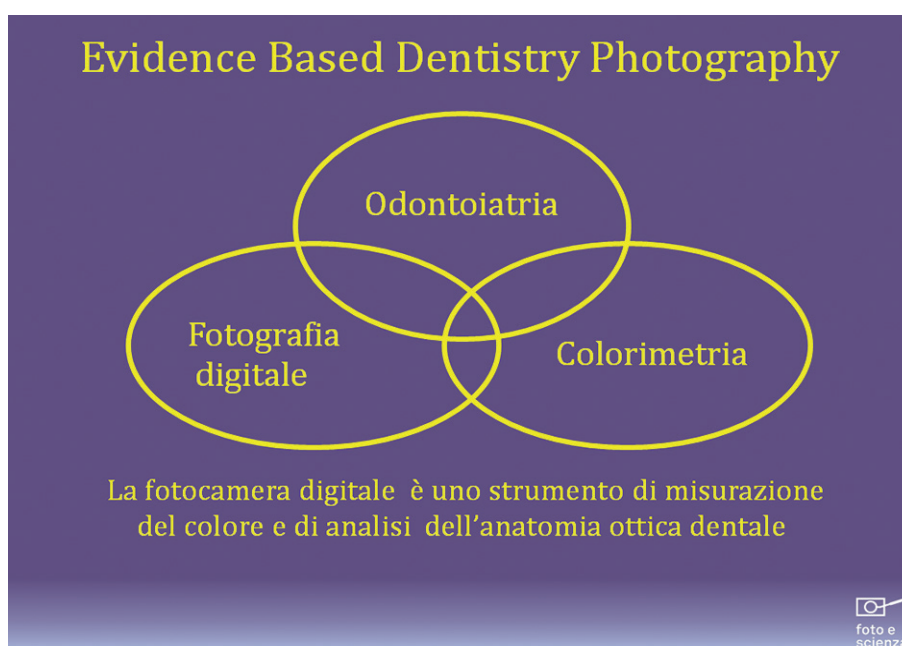 Evidence Based Dentistry Photography
Odontoiatria
Fotografia
digitale
Colorimetria
La fotocamera digitale è uno strumento di misurazione
del colore e di analisi dell'anatomia ottica dentale
foto e
scienza